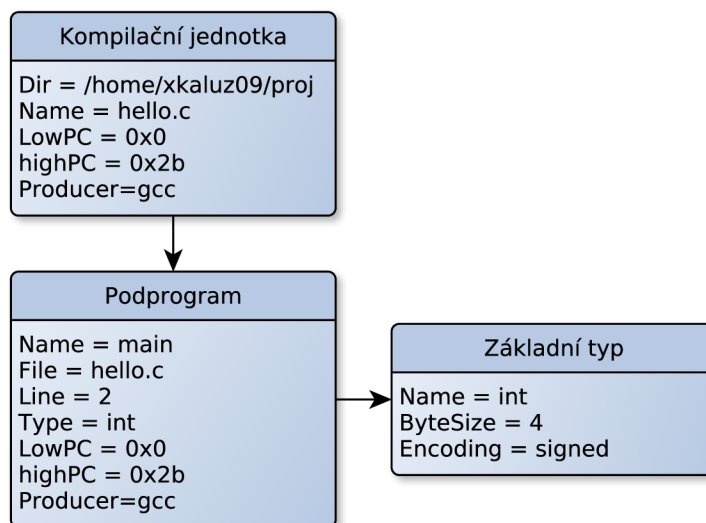 Kompilační jednotka
Dir = /home/xkaluz09/proj
Name = hello.c
LowPC = 0x0
highPC = 0x2b
Producer=gcc
Podprogram
Name = main
File = hello.c
Line = 2
Type = int
LowPC = 0x0
highPC = 0x2b
Producer=gcc
Základní typ
Name = int
ByteSize = 4
Encoding = signed